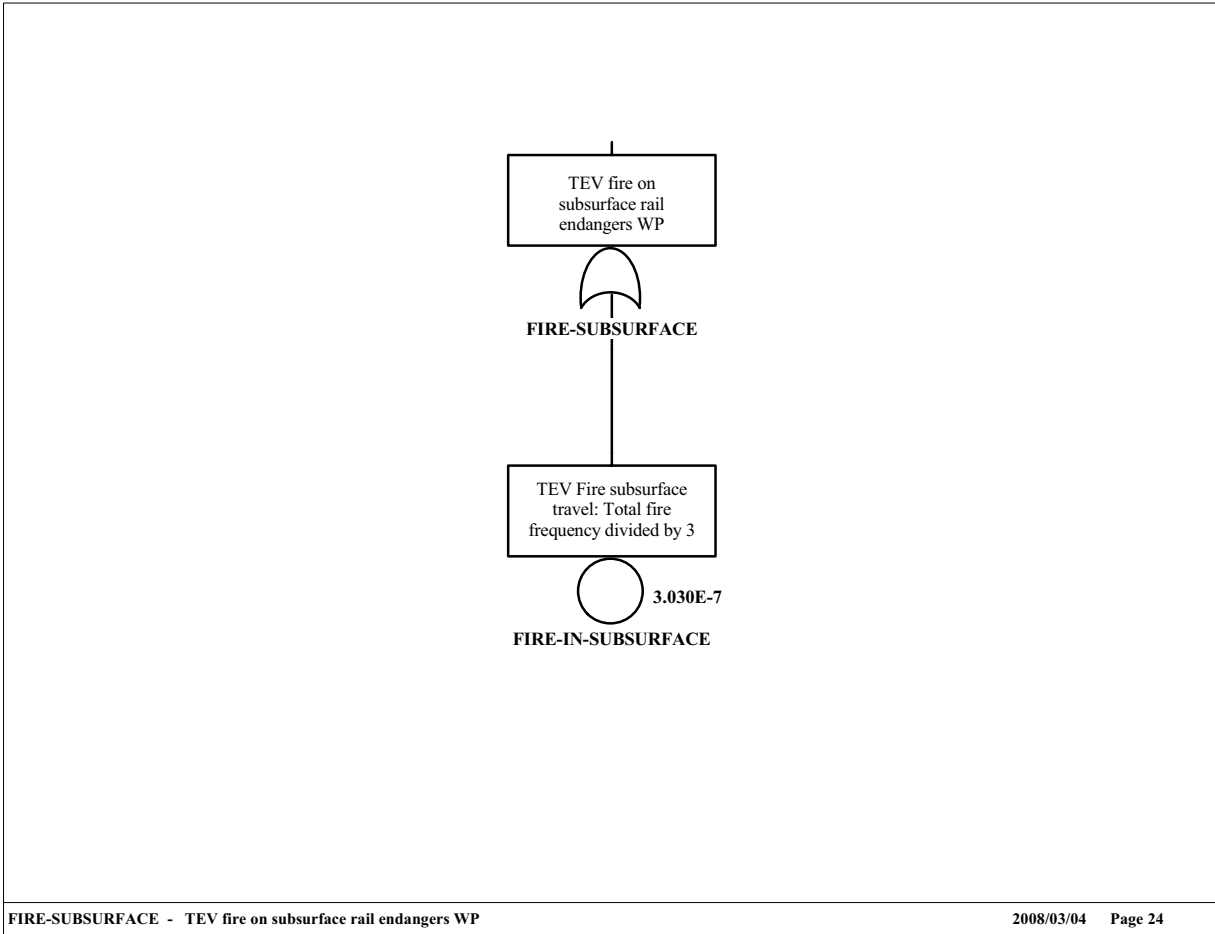 TEV fire on
subsurface rail
endangers WP
FIRE-SUBSURFACE
TEV Fire subsurface
travel: Total fire
frequency divided by 3
3.030E-7
FIRE-IN-SUBSURFACE
FIRE-SUBSURFACE - TEV fire on subsurface rail endangers WP 2008/03/04 Page 24